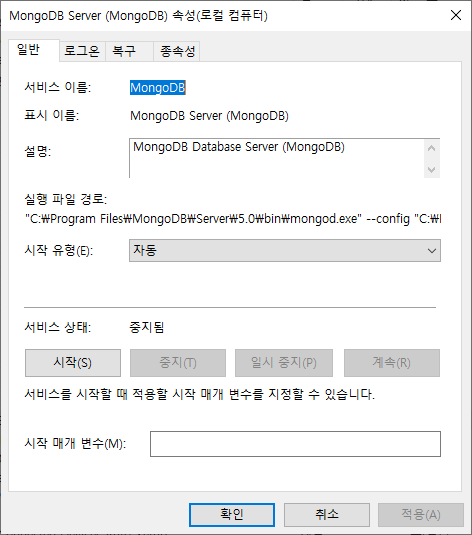 MongoDB Server (MongoDB) 속성(로컬 컴퓨터)
일반 로그온 복구 종속성
서비스 이름: MongoDB
표시 이름: MongoDB Server (MongoDB)
설명: MongoDB Database Server (MongoDB)
실행 파일 경로:
"C:₩Program Files₩MongoDB₩Server₩5.0₩bin₩mongod.exe" --config "C:₩
시작 유형(E): 자동
서비스 상태: 중지됨
시작(S) 중지(T) 일시 중지(P) 계속(R)
서비스를 시작할 때 적용할 시작 매개 변수를 지정할 수 있습니다.
시작 매개 변수(M):
확인 취소 적용(A)